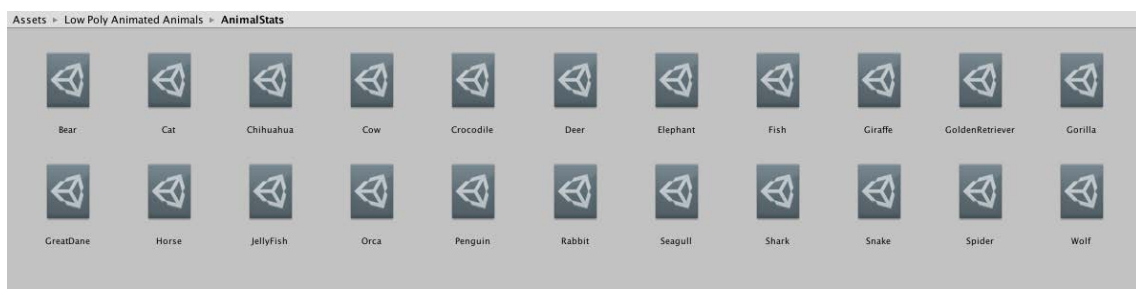 Assets ▸ Low Poly Animated Animals ▸ AnimalStats
Bear Cat Chihuahua Cow Crocodile Deer Elephant Fish Giraffe GoldenRetriever Gorilla
GreatDane Horse JellyFish Orca Penguin Rabbit Seagull Shark Snake Spider Wolf